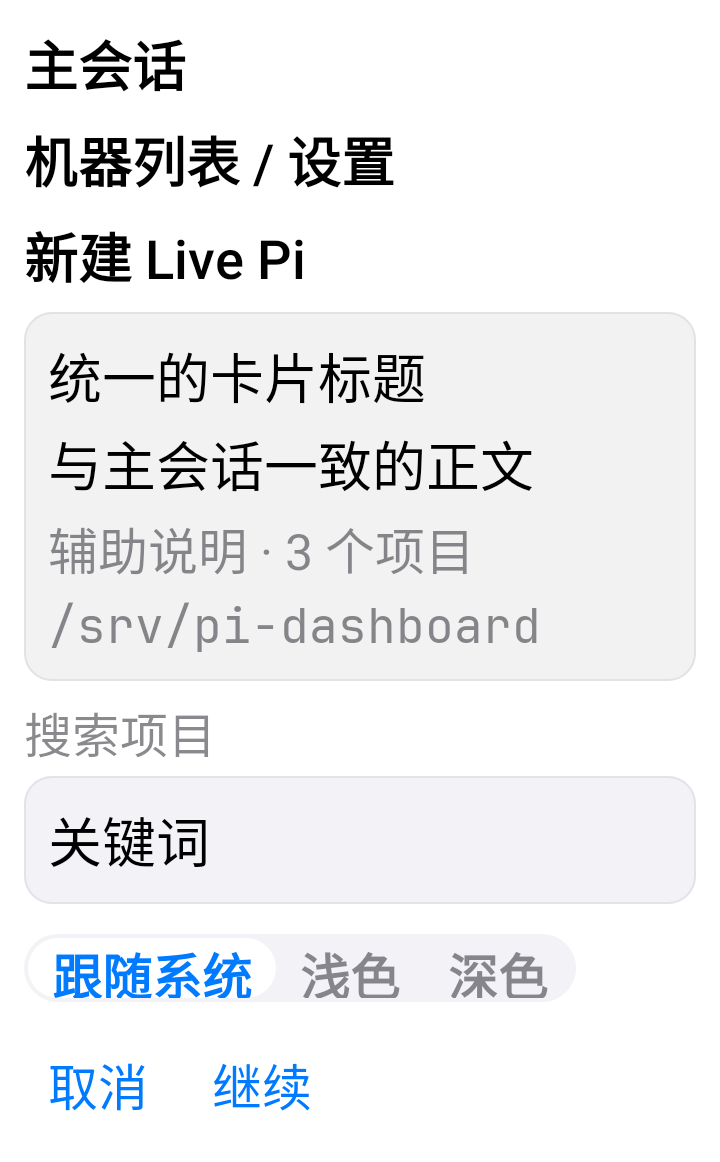 主会话
机器列表 / 设置
新建 Live Pi
统一的卡片标题
与主会话一致的正文
辅助说明 · 3 个项目
/srv/pi-dashboard
搜索项目
关键词
跟随系统 浅色 深色
取消 继续